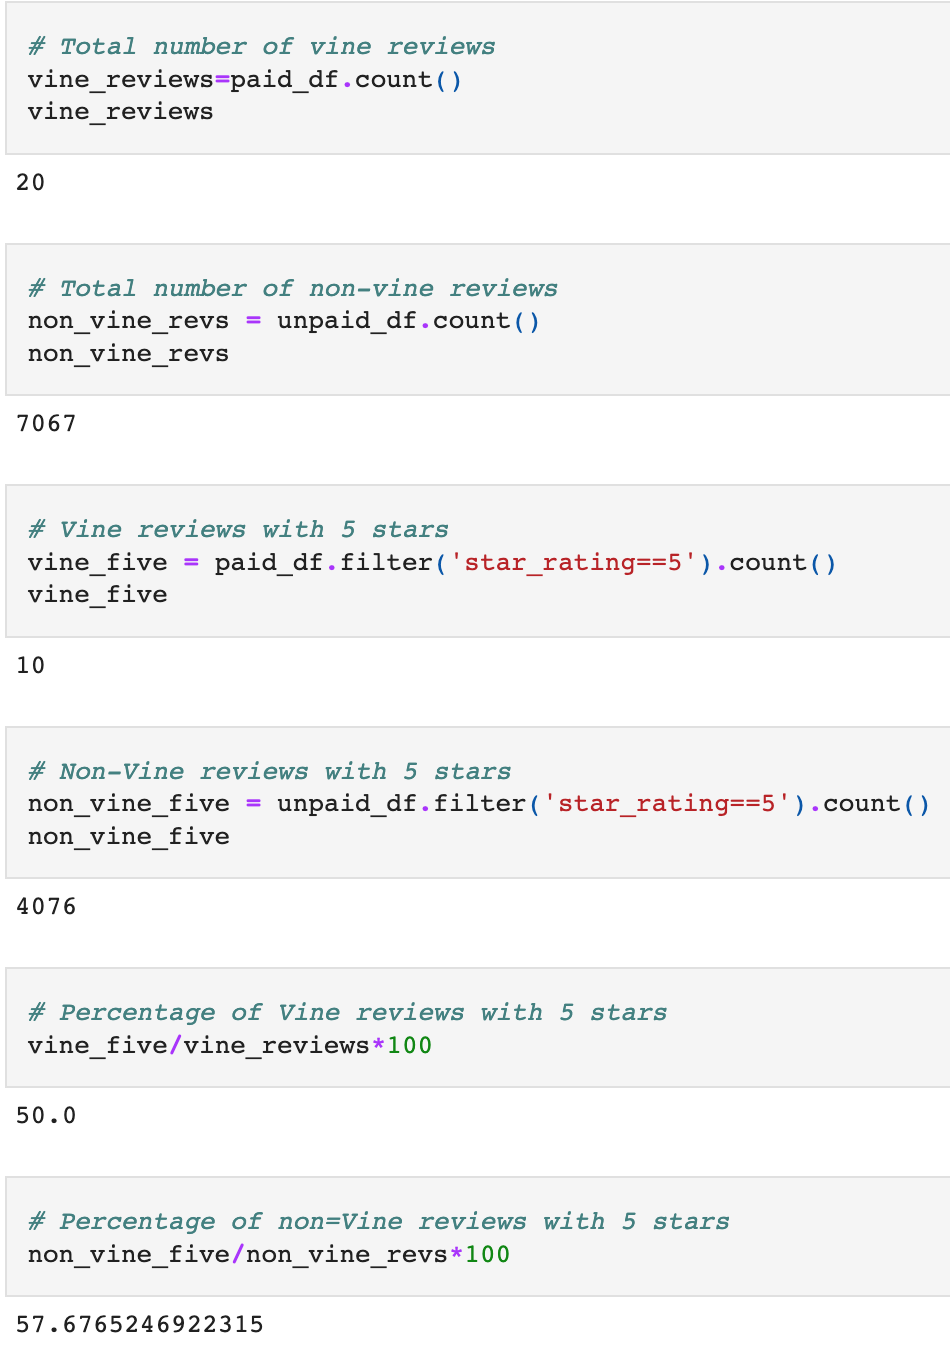 # Total number of vine reviews
vine_reviews=paid_df.count()
vine_reviews
20
# Total number of non-vine reviews
non_vine_revs = unpaid_df.count()
non_vine_revs
7067
# Vine reviews with 5 stars
vine_five = paid_df.filter('star_rating==5').count()
vine_five
10
# Non-Vine reviews with 5 stars
non_vine_five = unpaid_df.filter('star_rating==5').count()
non_vine_five
4076
# Percentage of Vine reviews with 5 stars
vine_five/vine_reviews*100
50.0
# Percentage of non=Vine reviews with 5 stars
non_vine_five/non_vine_revs*100
57.6765246922315